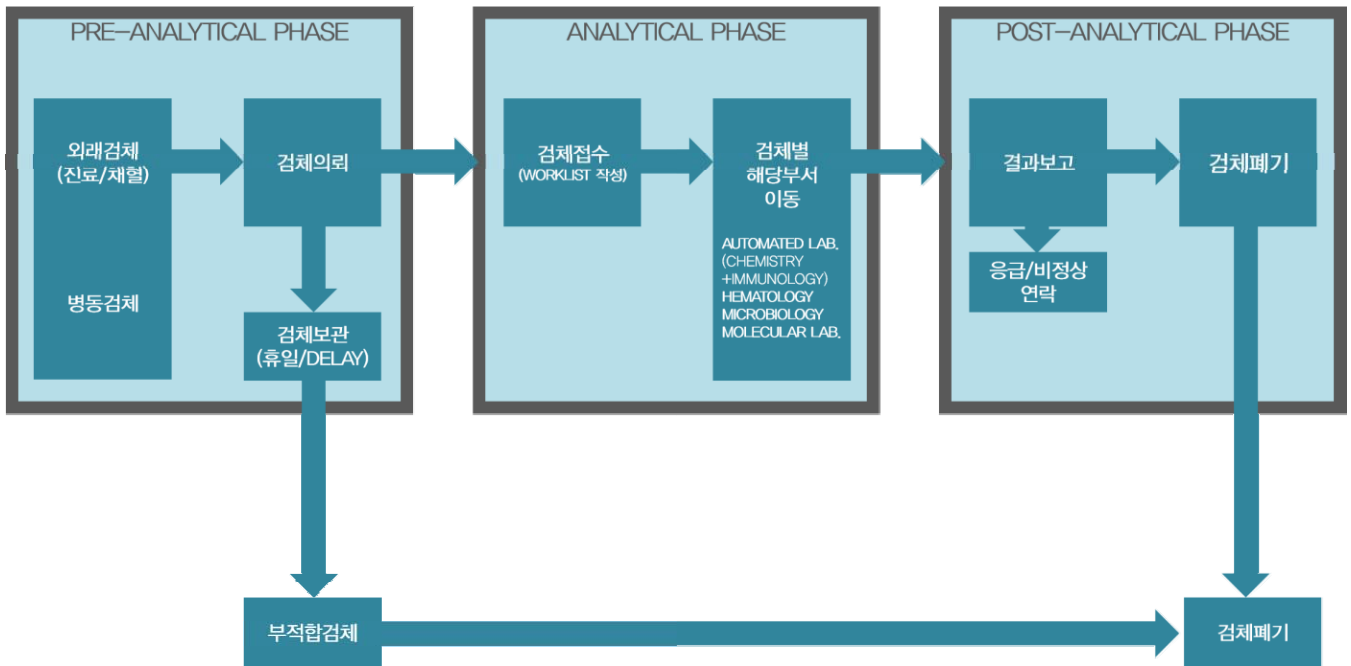 PRE-ANALYTICAL PHASE
외래검체
(진료/채혈)
병동검체
검체의뢰
검체보관
(휴일/DELAY)
ANALYTICAL PHASE
검체접수
(WORKLIST 작성)
검체별
해당부서
이동
AUTOMATED LAB.
(CHEMISTRY
+IMMUNOLOGY)
HEMATOLOGY
MICROBIOLOGY
MOLECULAR LAB.
POST-ANALYTICAL PHASE
결과보고
응급/비정상
연락
검체폐기
부적합검체
검체폐기